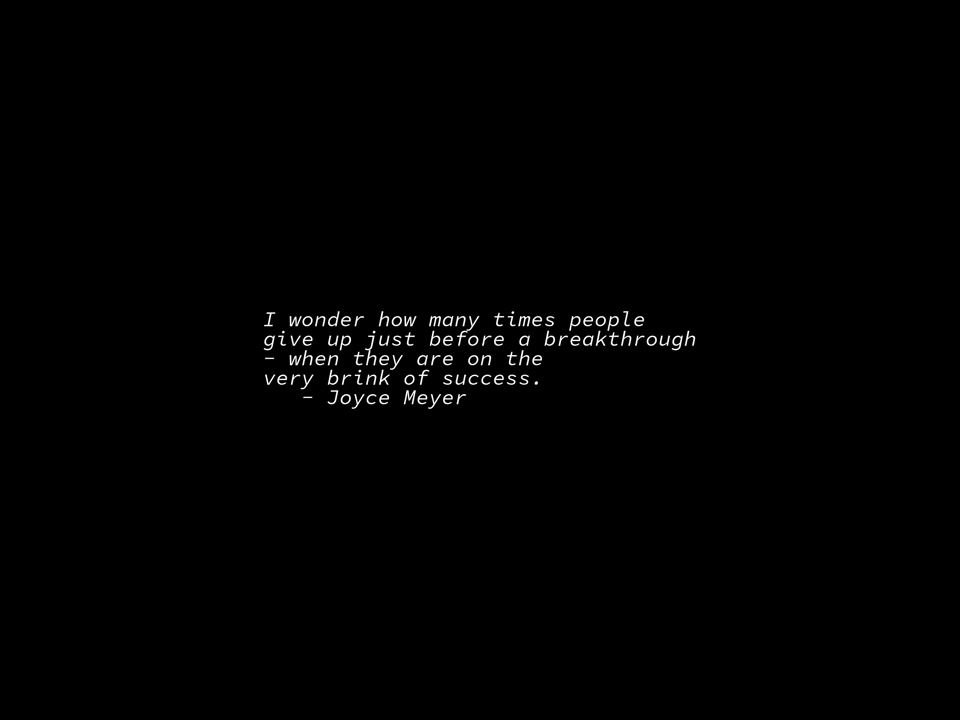 I wonder how many times people
give up just before a breakthrough
- when they are on the
very brink of success.
- Joyce Meyer